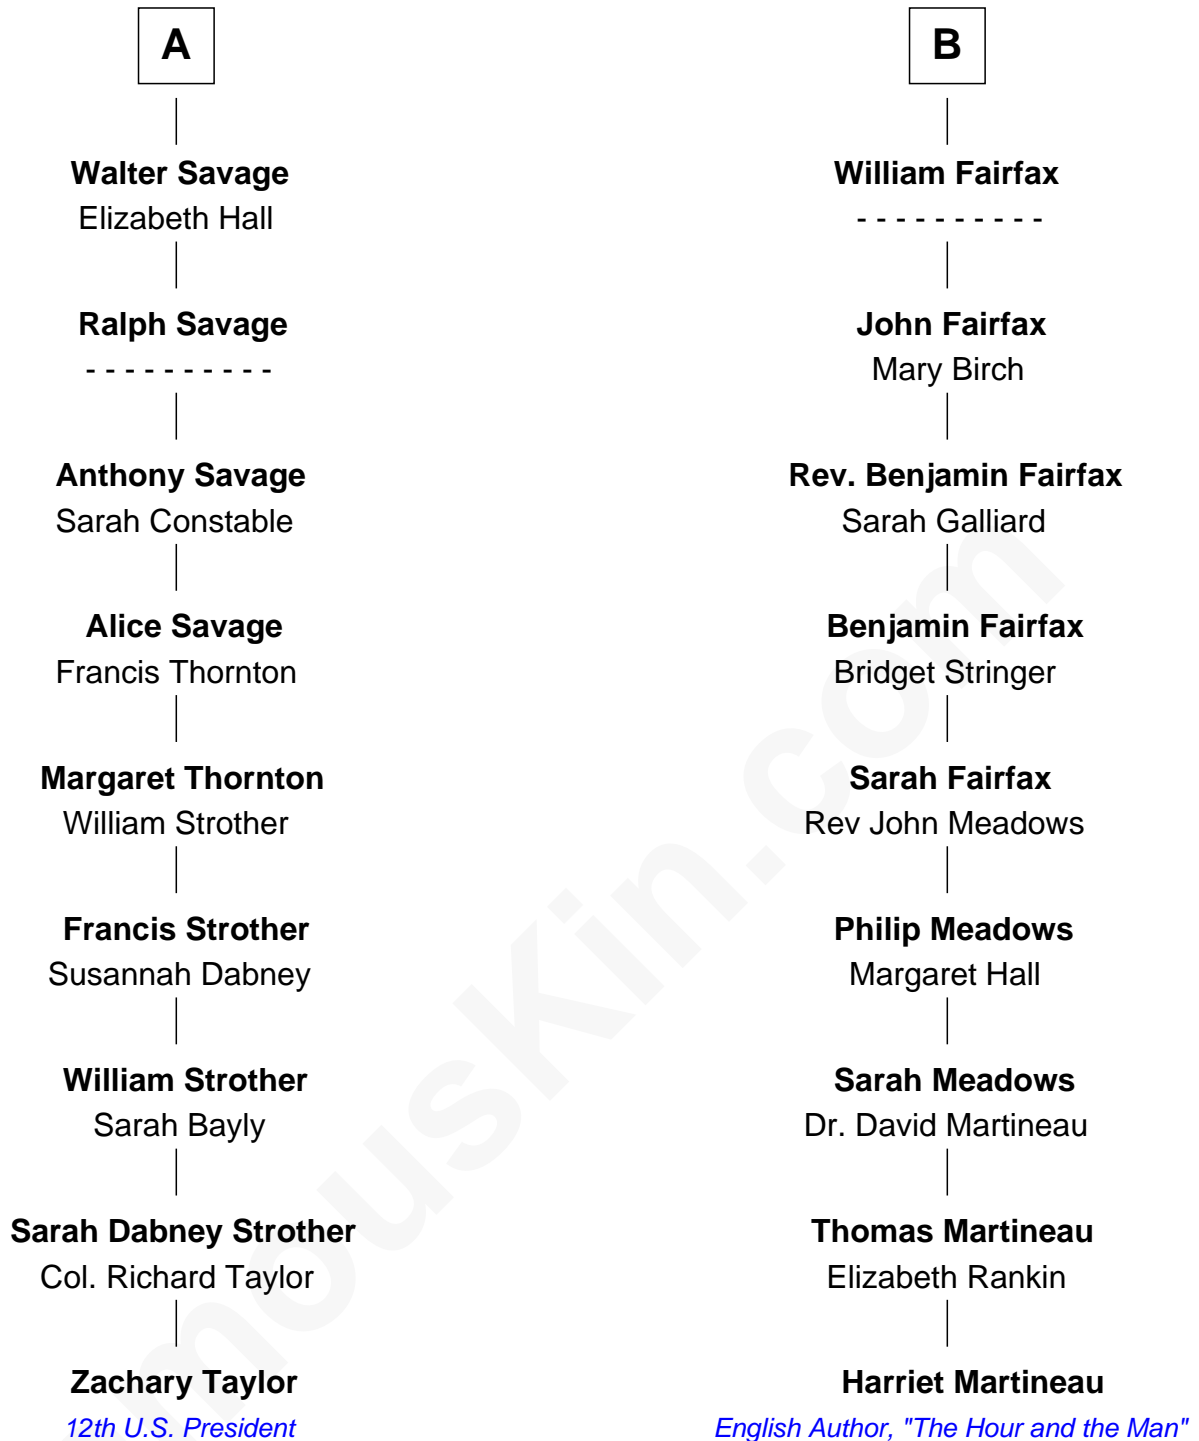 A
Walter Savage
Elizabeth Hall
Ralph Savage
- - - - - - - - - -
Anthony Savage
Sarah Constable
Alice Savage
Francis Thornton
Margaret Thornton
William Strother
Francis Strother
Susannah Dabney
William Strother
Sarah Bayly
Sarah Dabney Strother
Col. Richard Taylor
Zachary Taylor
12th U.S. President
B
William Fairfax
- - - - - - - - - -
John Fairfax
Mary Birch
Rev. Benjamin Fairfax
Sarah Galliard
Benjamin Fairfax
Bridget Stringer
Sarah Fairfax
Rev John Meadows
Philip Meadows
Margaret Hall
Sarah Meadows
Dr. David Martineau
Thomas Martineau
Elizabeth Rankin
Harriet Martineau
English Author, "The Hour and the Man"
mouskin.com